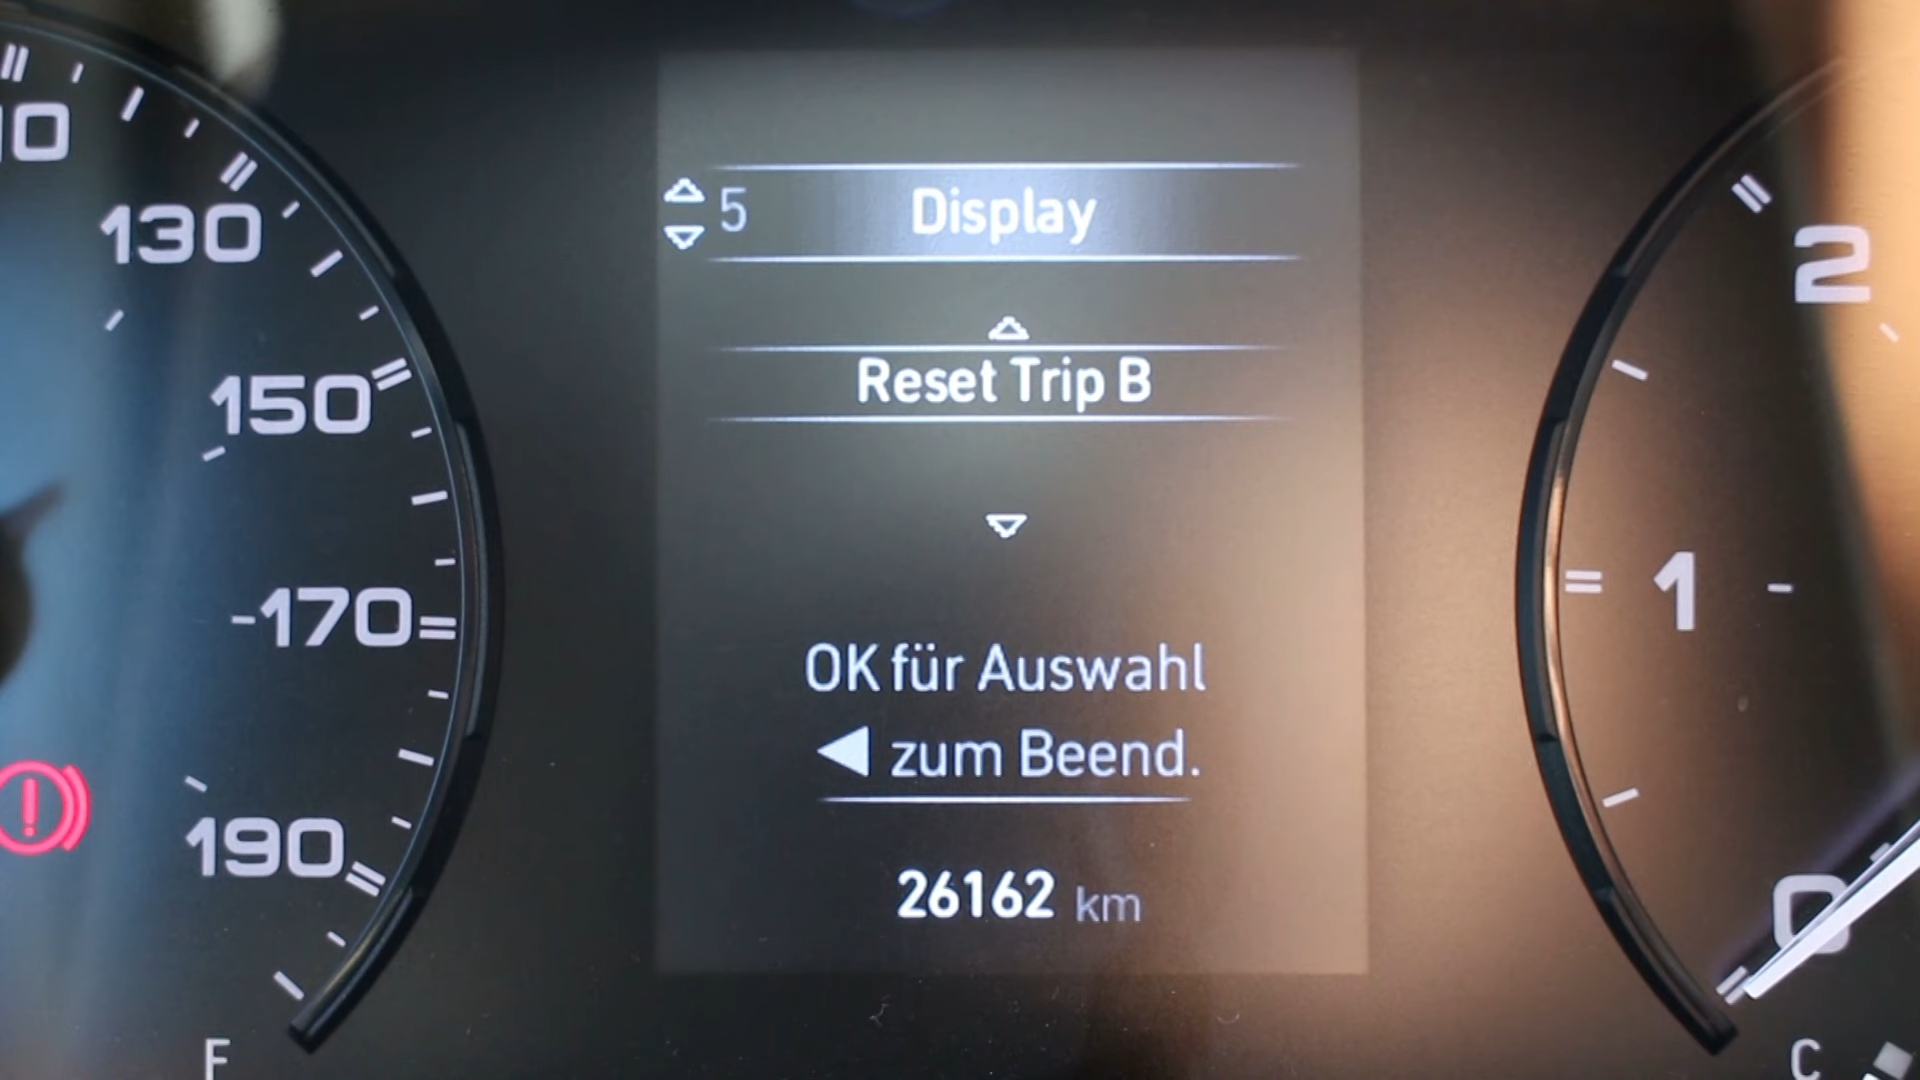 130
150
170
190
F
5 Display
Reset Trip B
OK für Auswahl
zum Beend.
26162 km
2
1
0
C